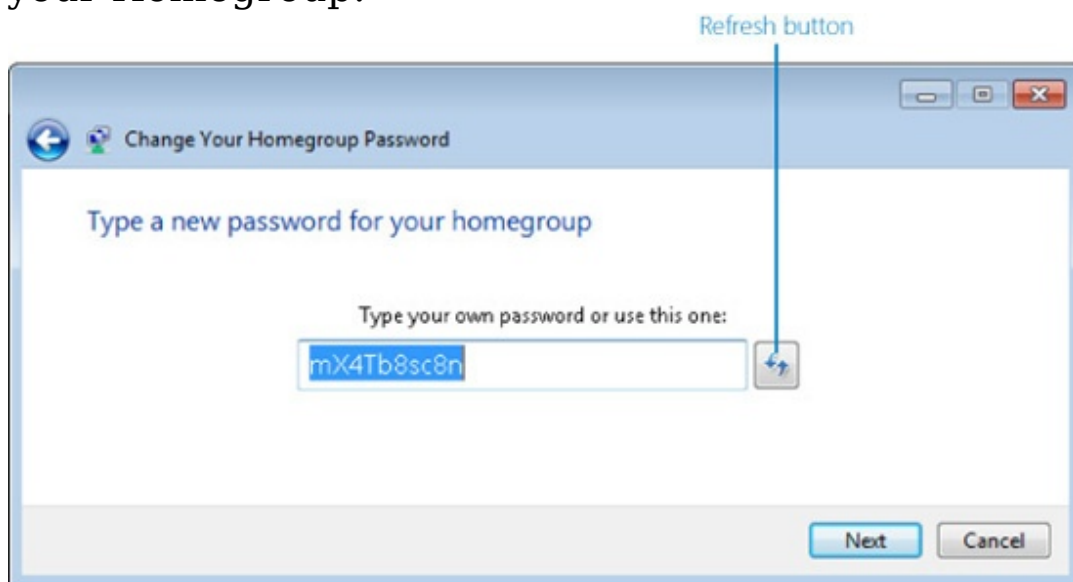 your Homegroup.
Refresh button
Change Your Homegroup Password
Type a new password for your homegroup
Type your own password or use this one:
mX4Tb8sc8n
Next Cancel